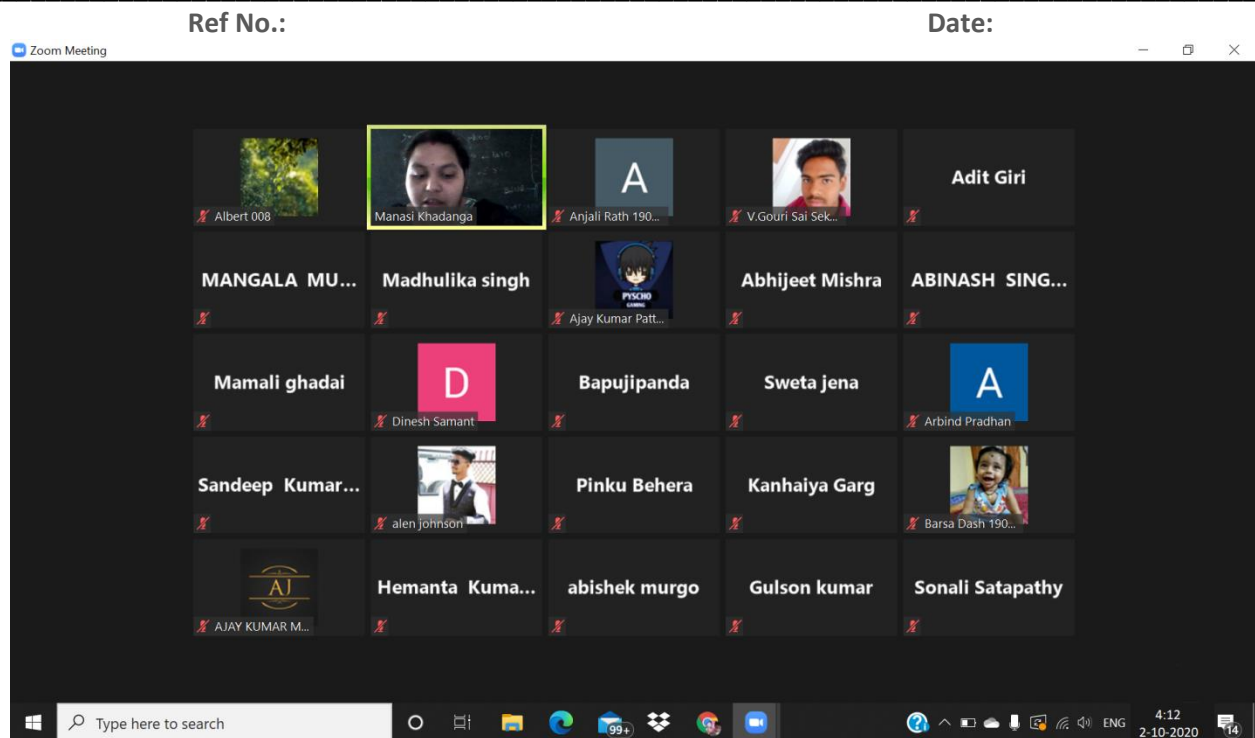 Ref No.: Date:
Zoom Meeting
Albert 008
Manasi Khadanga
A
Anjali Rath 190...
V.Gouri Sai Sek...
Adit Giri
MANGALA MU...
Madhulika singh
PYSCHO
GAMING
Ajay Kumar Patt...
Abhijeet Mishra
ABINASH SING...
Mamali ghadai
D
Dinesh Samant
Bapujipanda
Sweta jena
A
Arbind Pradhan
Sandeep Kumar...
alen johnson
Pinku Behera
Kanhaiya Garg
Barsa Dash 190...
AJ
AJAY KUMAR M...
Hemanta Kuma...
abishek murgo
Gulson kumar
Sonali Satapathy
Type here to search
99+
ENG
4:12
2-10-2020
14